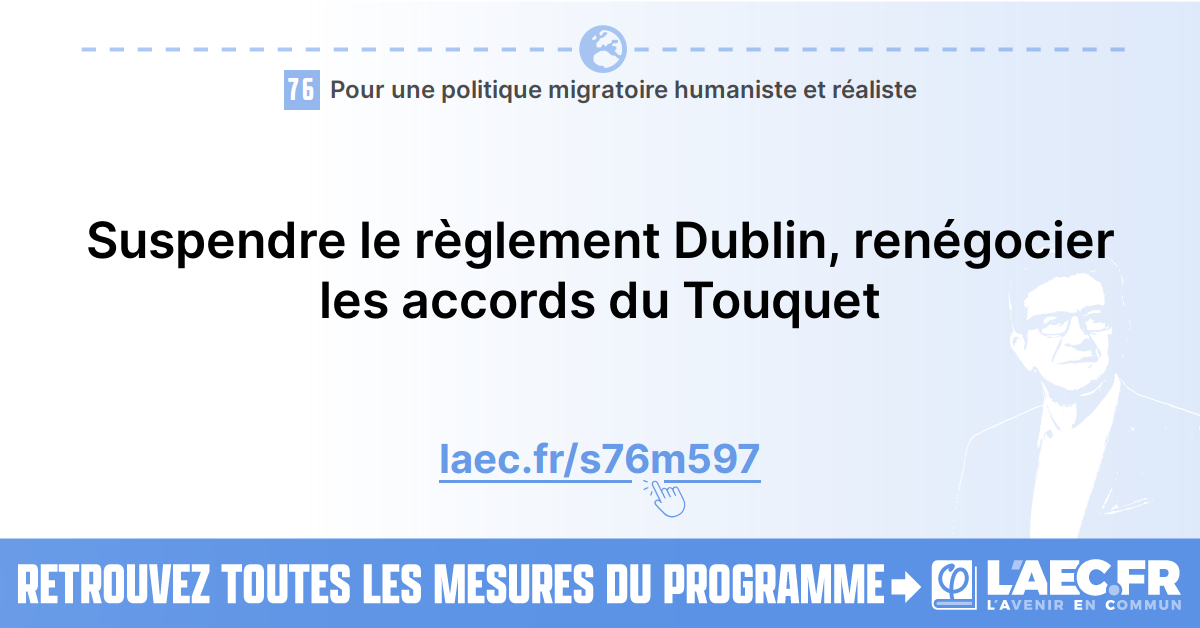 76 Pour une politique migratoire humaniste et réaliste
Suspendre le règlement Dublin, renégocier
les accords du Touquet
laec.fr/s76m597
RETROUVEZ TOUTES LES MESURES DU PROGRAMME
L'AEC.FR
L'AVENIR EN COMMUN